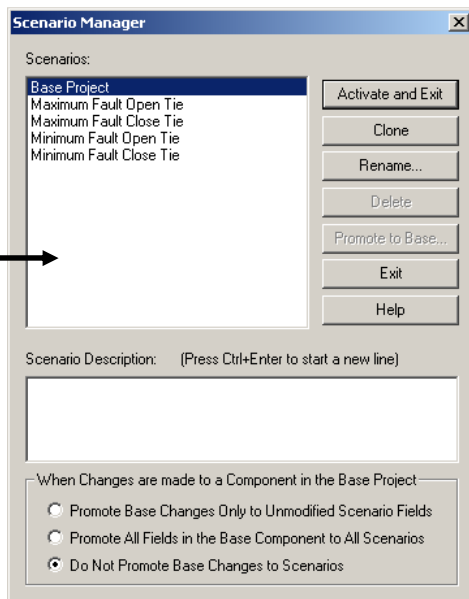 Scenario Manager
Scenarios:
Base Project
Maximum Fault Open Tie
Maximum Fault Close Tie
Minimum Fault Open Tie
Minimum Fault Close Tie
Activate and Exit
Clone
Rename...
Delete
Promote to Base...
Exit
Help
Scenario Description: (Press Ctrl+Enter to start a new line)
When Changes are made to a Component in the Base Project
Promote Base Changes Only to Unmodified Scenario Fields
Promote All Fields in the Base Component to All Scenarios
Do Not Promote Base Changes to Scenarios